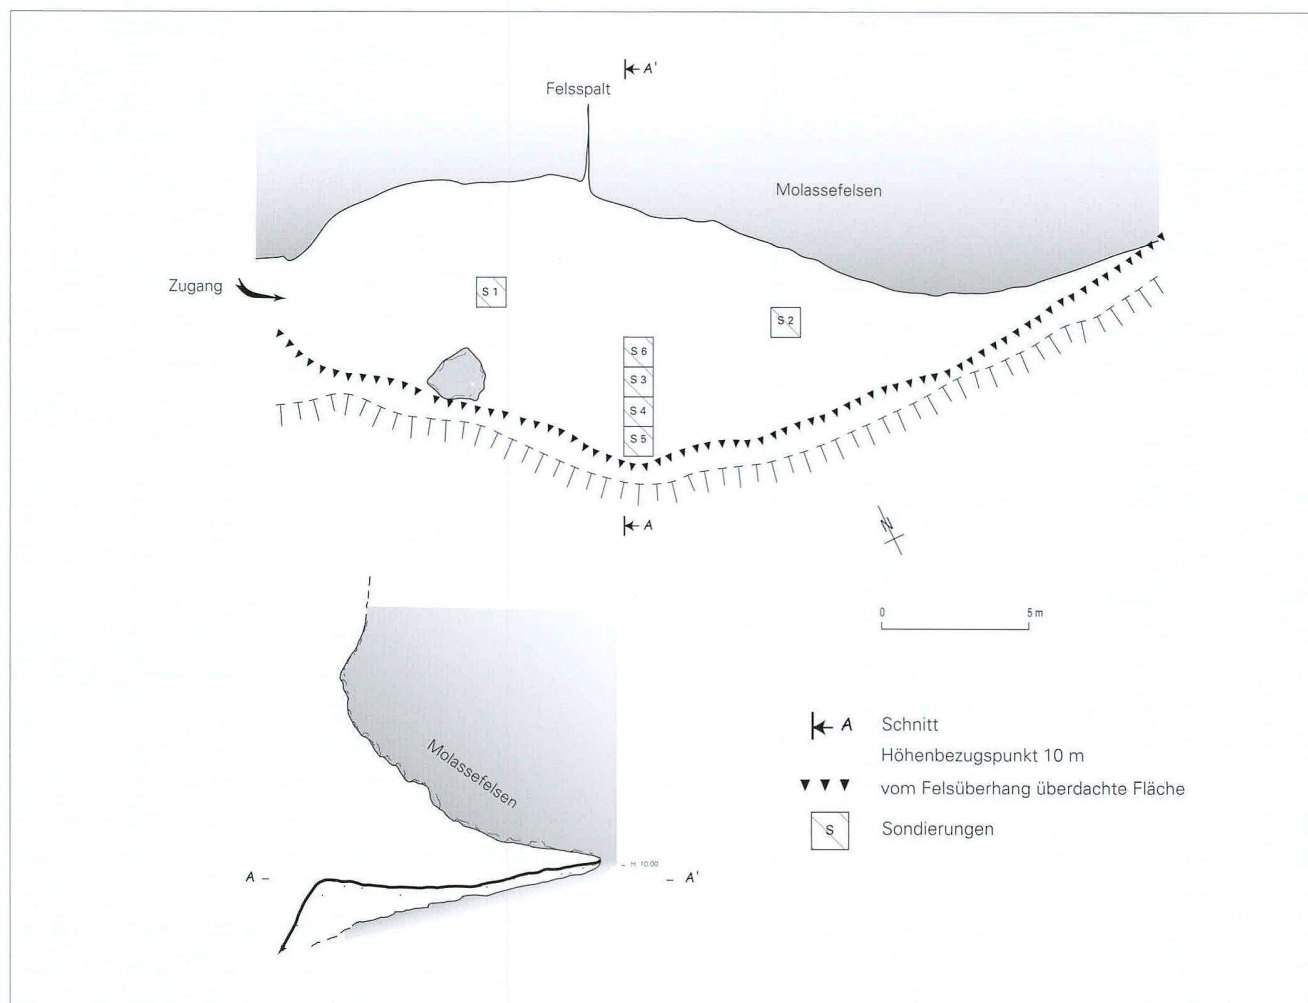 A'
Felsspalt
Molassefelsen
Zugang
S 1
S 2
S 6
S 3
S 4
S 5
A
N
0 5 m
Molassefelsen
H. 10.00
A – – A'
A Schnitt
Höhenbezugspunkt 10 m
vom Felsüberhang überdachte Fläche
S Sondierungen